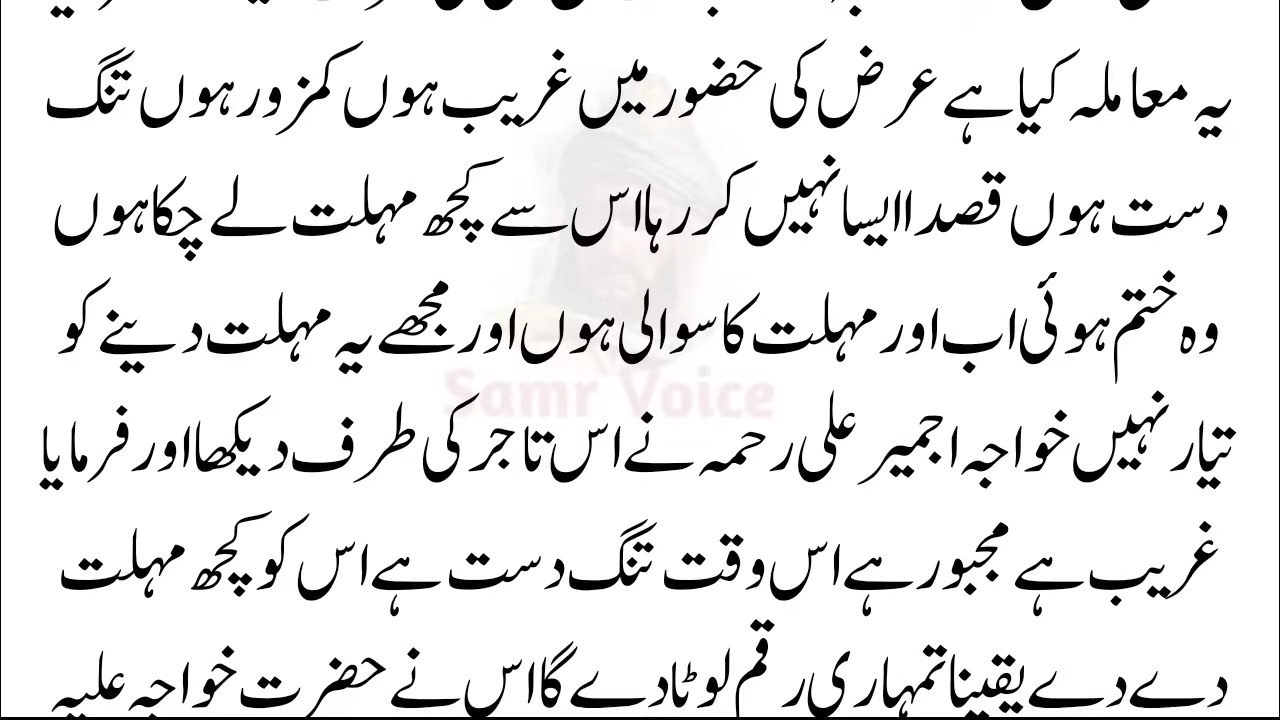 یہ معاملہ کیا ہے عرض کی حضور میں غریب ہوں کمزور ہوں تنگ
دست ہوں قصدا ایسا نہیں کر رہا اس سے کچھ مہلت لے چکا ہوں
وہ ختم ہوئی اب اور مہلت کا سوالی ہوں اور مجھے یہ مہلت دینے کو
تیار نہیں خواجہ اجمیر علی رحمہ نے اس تاجر کی طرف دیکھا اور فرمایا
غریب ہے مجبور ہے اس وقت تنگ دست ہے اس کو کچھ مہلت
دے دے یقینا تمہاری رقم لوٹا دے گا اس نے حضرت خواجہ علیہ
Samr Voice